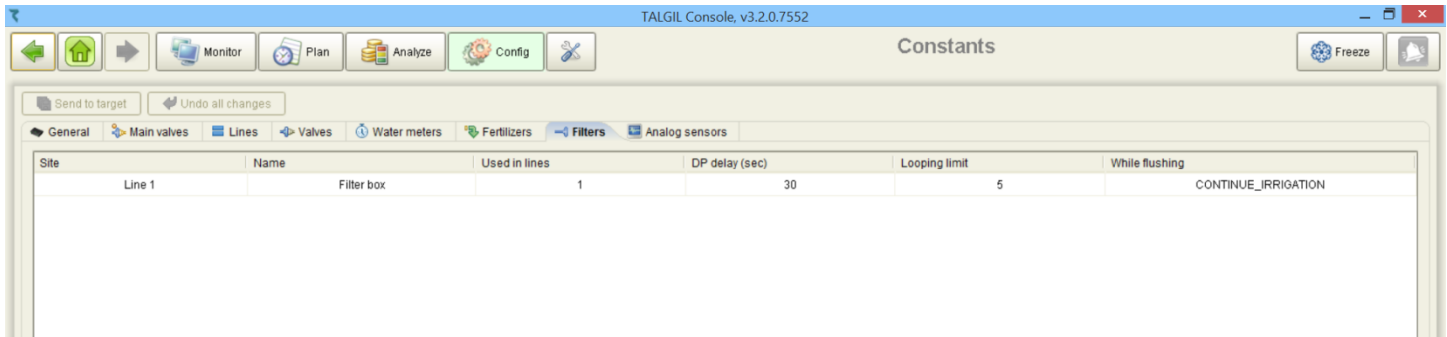 TALGIL Console, v3.2.0.7552
Monitor Plan Analyze Config Constants Freeze
Send to target Undo all changes
General Main valves Lines Valves Water meters Fertilizers Filters Analog sensors
Site Name Used in lines DP delay (sec) Looping limit While flushing
Line 1 Filter box 1 30 5 CONTINUE_IRRIGATION